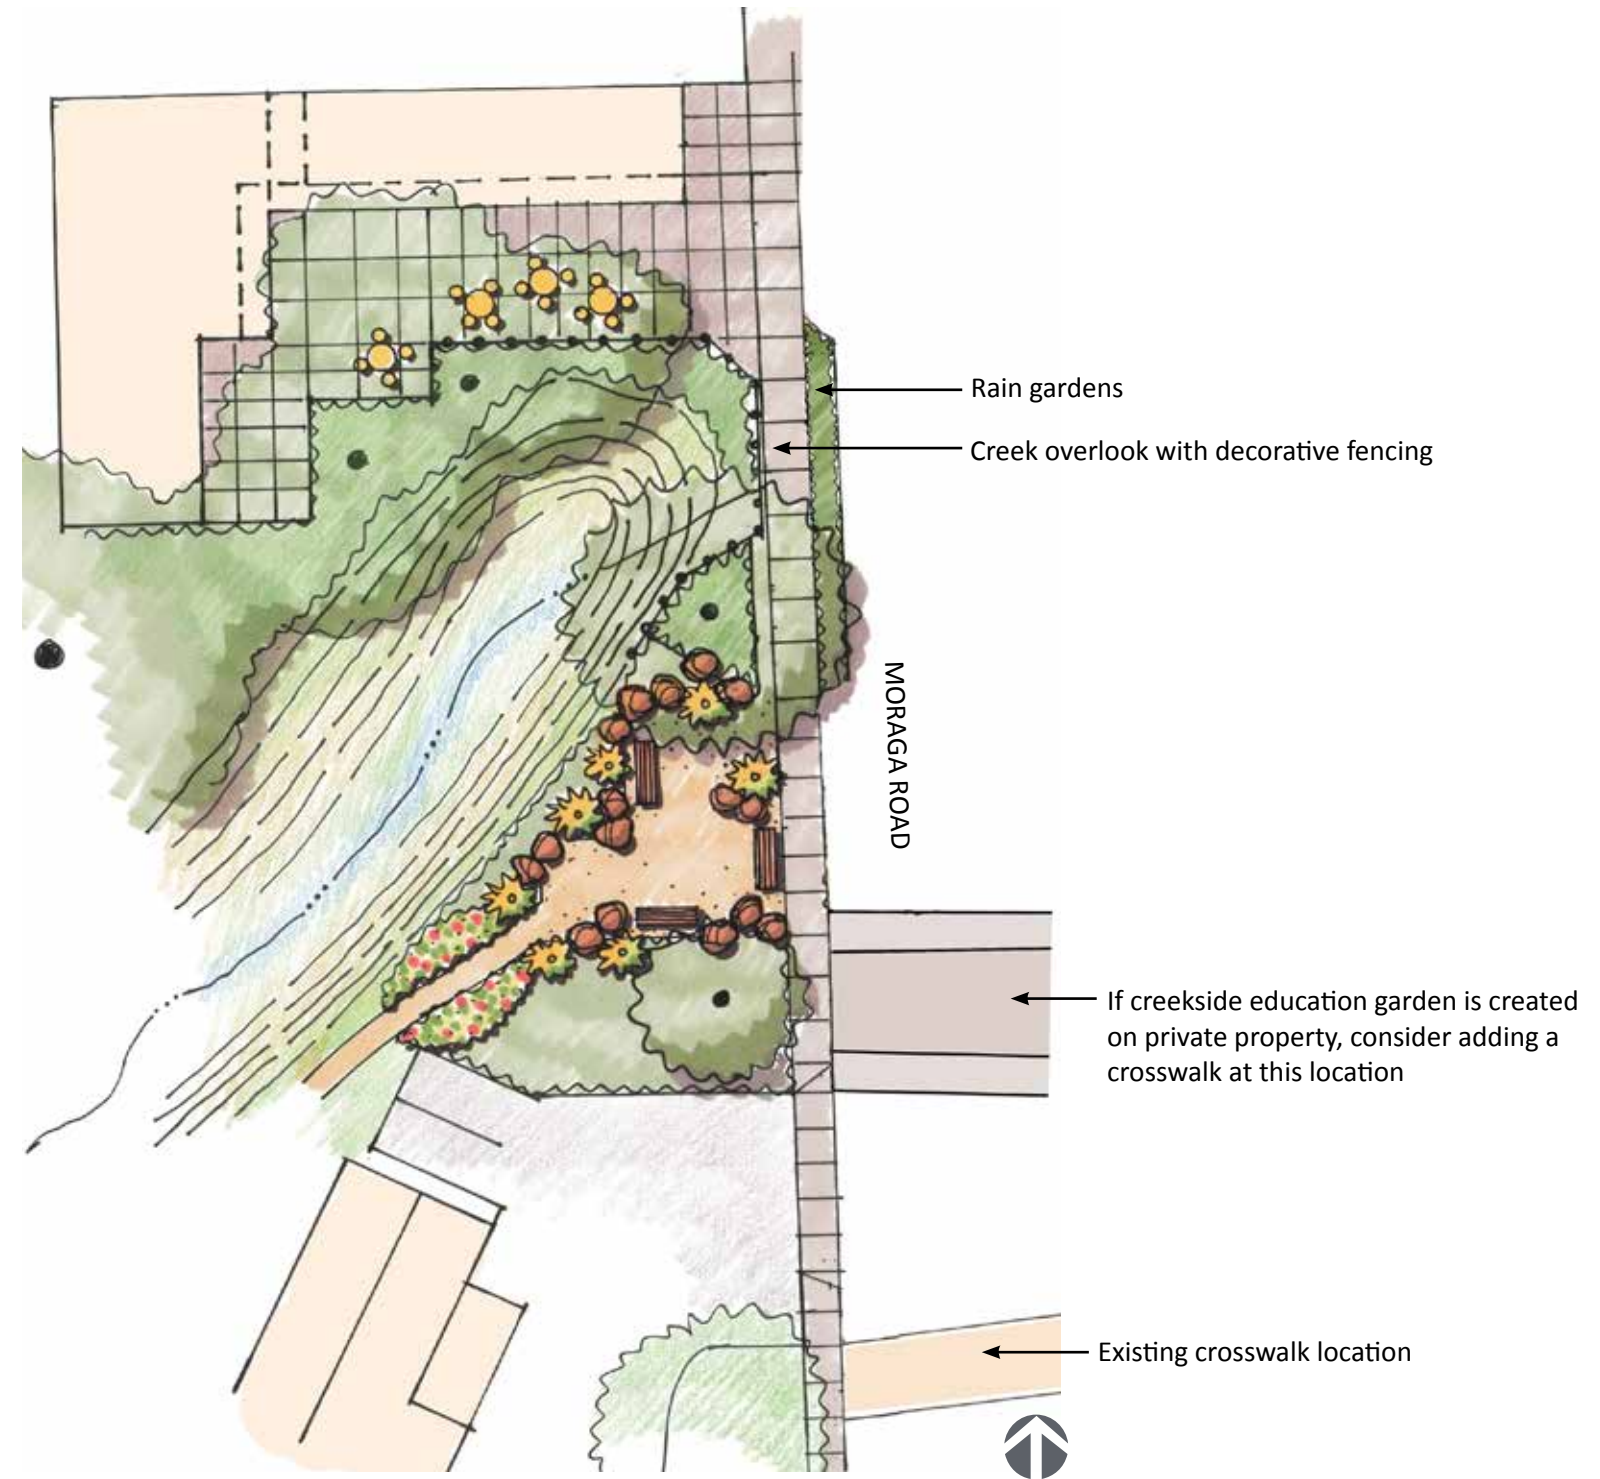 Rain gardens
Creek overlook with decorative fencing
MORAGA ROAD
If creekside education garden is created
on private property, consider adding a
crosswalk at this location
Existing crosswalk location